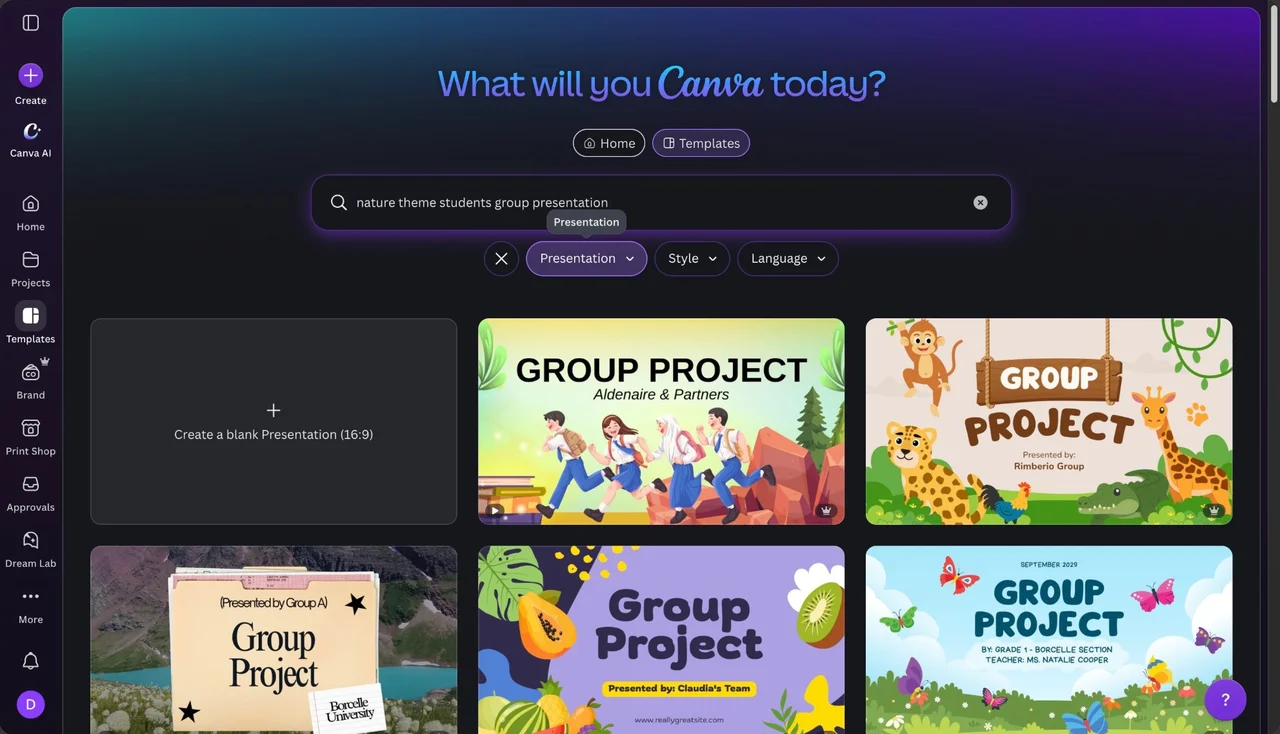 What will you Canva today?
Create
Canva AI
Home
Projects
Templates
Brand
Print Shop
Approvals
Dream Lab
More
D
Home
Templates
nature theme students group presentation
Presentation
Presentation
Style
Language
Create a blank Presentation (16:9)
GROUP PROJECT
Aldenaire & Partners
GROUP
PROJECT
Presented by:
Rimberio Group
(Presented by Group A)
Group
Project
Borcelle
University
Group
Project
Presented by: Claudia's Team
www.reallygreatsite.com
SEPTEMBER 2029
GROUP
PROJECT
BY: GRADE 1 - BORCELLE SECTION
TEACHER: MS. NATALIE COOPER
?